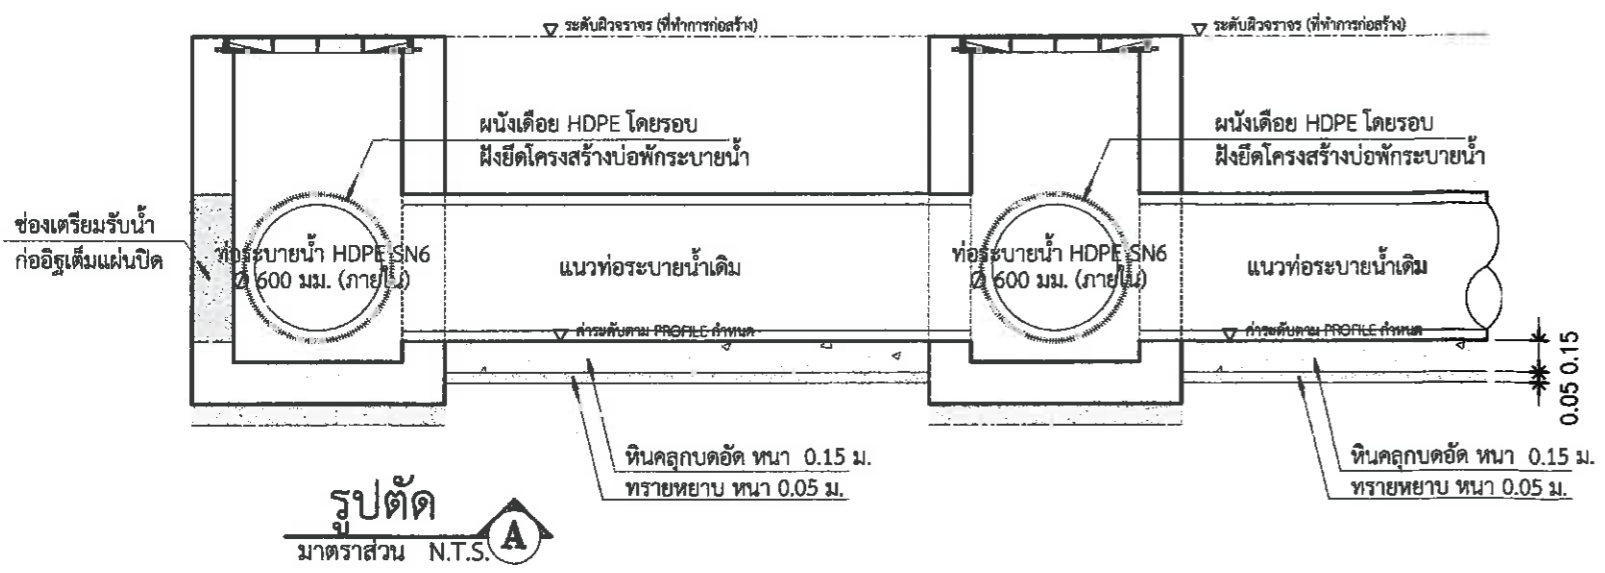 ระดับผิวจราจร (ที่ทำการก่อสร้าง)
ระดับผิวจราจร (ที่ทำการก่อสร้าง)
ผนังเดือย HDPE โดยรอบ
ฝังยึดโครงสร้างบ่อพักระบายน้ำ
ผนังเดือย HDPE โดยรอบ
ฝังยึดโครงสร้างบ่อพักระบายน้ำ
ช่องเตรียมรับน้ำ
ก่ออิฐเต็มแผ่นปิด
ท่อระบายน้ำ HDPE SN6
Ø 600 มม. (ภายใน)
แนวท่อระบายน้ำเดิม
ท่อระบายน้ำ HDPE SN6
Ø 600 มม. (ภายใน)
แนวท่อระบายน้ำเดิม
ค่าระดับตาม PROFILE กำหนด
ค่าระดับตาม PROFILE กำหนด
0.15
0.05
หินคลุกบดอัด หนา 0.15 ม.
ทรายหยาบ หนา 0.05 ม.
หินคลุกบดอัด หนา 0.15 ม.
ทรายหยาบ หนา 0.05 ม.
รูปตัด
A
มาตราส่วน N.T.S.